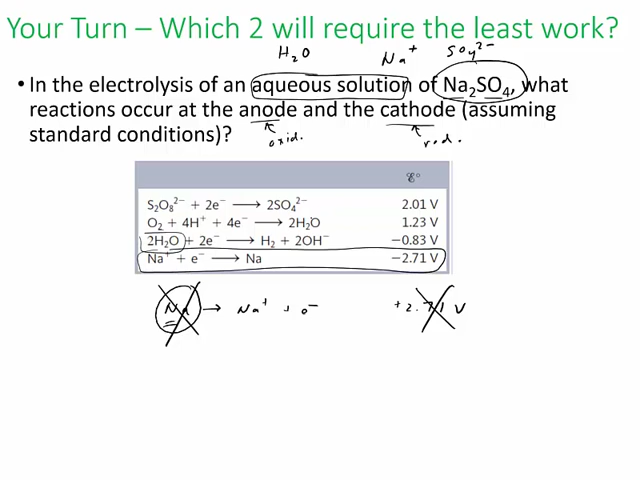 Your Turn – Which 2 will require the least work?
H₂O Na⁺ SO₄²⁻
• In the electrolysis of an aqueous solution of Na₂SO₄, what
reactions occur at the anode and the cathode (assuming
standard conditions)?
oxid. red.
ℰ°
S₂O₈²⁻ + 2e⁻ ⟶ 2SO₄²⁻ 2.01 V
O₂ + 4H⁺ + 4e⁻ ⟶ 2H₂O 1.23 V
2H₂O + 2e⁻ ⟶ H₂ + 2OH⁻ −0.83 V
Na⁺ + e⁻ ⟶ Na −2.71 V
Na → Na⁺ + e⁻ +2.71 V